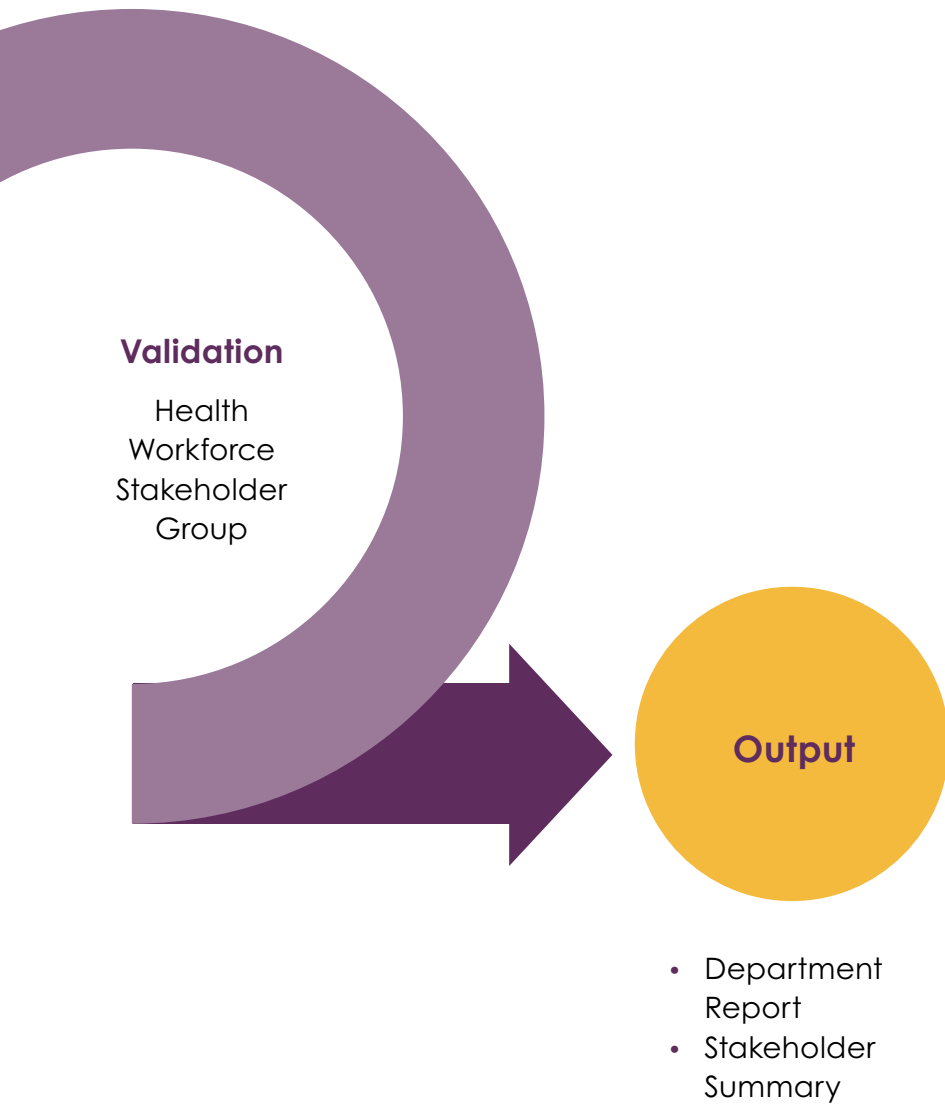 Validation
Health
Workforce
Stakeholder
Group
Output
• Department
Report
• Stakeholder
Summary